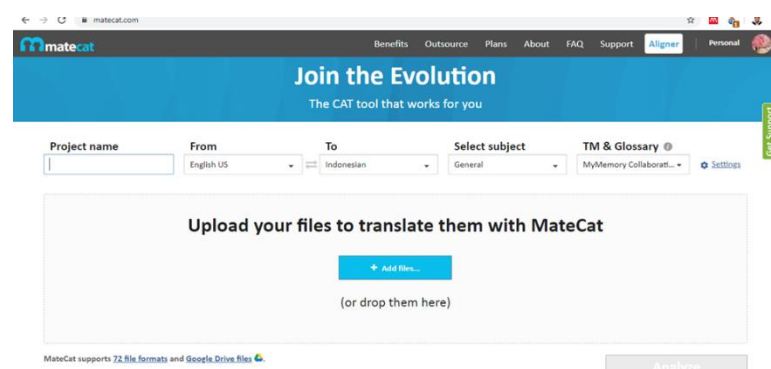 matecat.com
matecat Benefits Outsource Plans About FAQ Support Aligner Personal
Join the Evolution
The CAT tool that works for you
Get Support
Project name From To Select subject TM & Glossary
English US Indonesian General MyMemory Collaborati... Settings
Upload your files to translate them with MateCat
+ Add files...
(or drop them here)
MateCat supports 72 file formats and Google Drive files
Analyze